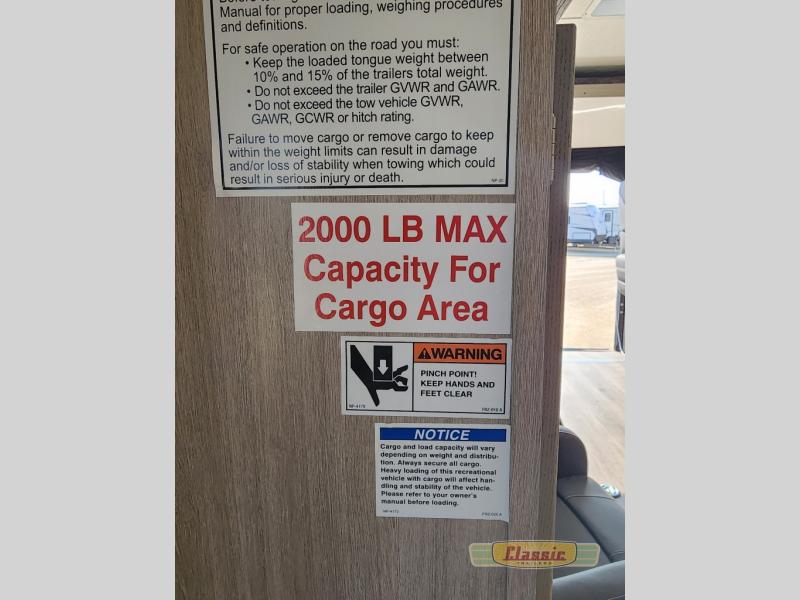 Manual for proper loading, weighing procedures
and definitions.
For safe operation on the road you must:
• Keep the loaded tongue weight between
10% and 15% of the trailers total weight.
• Do not exceed the trailer GVWR and GAWR.
• Do not exceed the tow vehicle GVWR,
GAWR, GCWR or hitch rating.
Failure to move cargo or remove cargo to keep
within the weight limits can result in damage
and/or loss of stability when towing which could
result in serious injury or death.
2000 LB MAX
Capacity For
Cargo Area
WARNING
PINCH POINT!
KEEP HANDS AND
FEET CLEAR
NP-4175
NOTICE
Cargo and load capacity will vary
depending on weight and distribu-
tion. Always secure all cargo.
Heavy loading of this recreational
vehicle with cargo will affect han-
dling and stability of the vehicle.
Please refer to your owner's
manual before loading.
Classic
TRAILERS